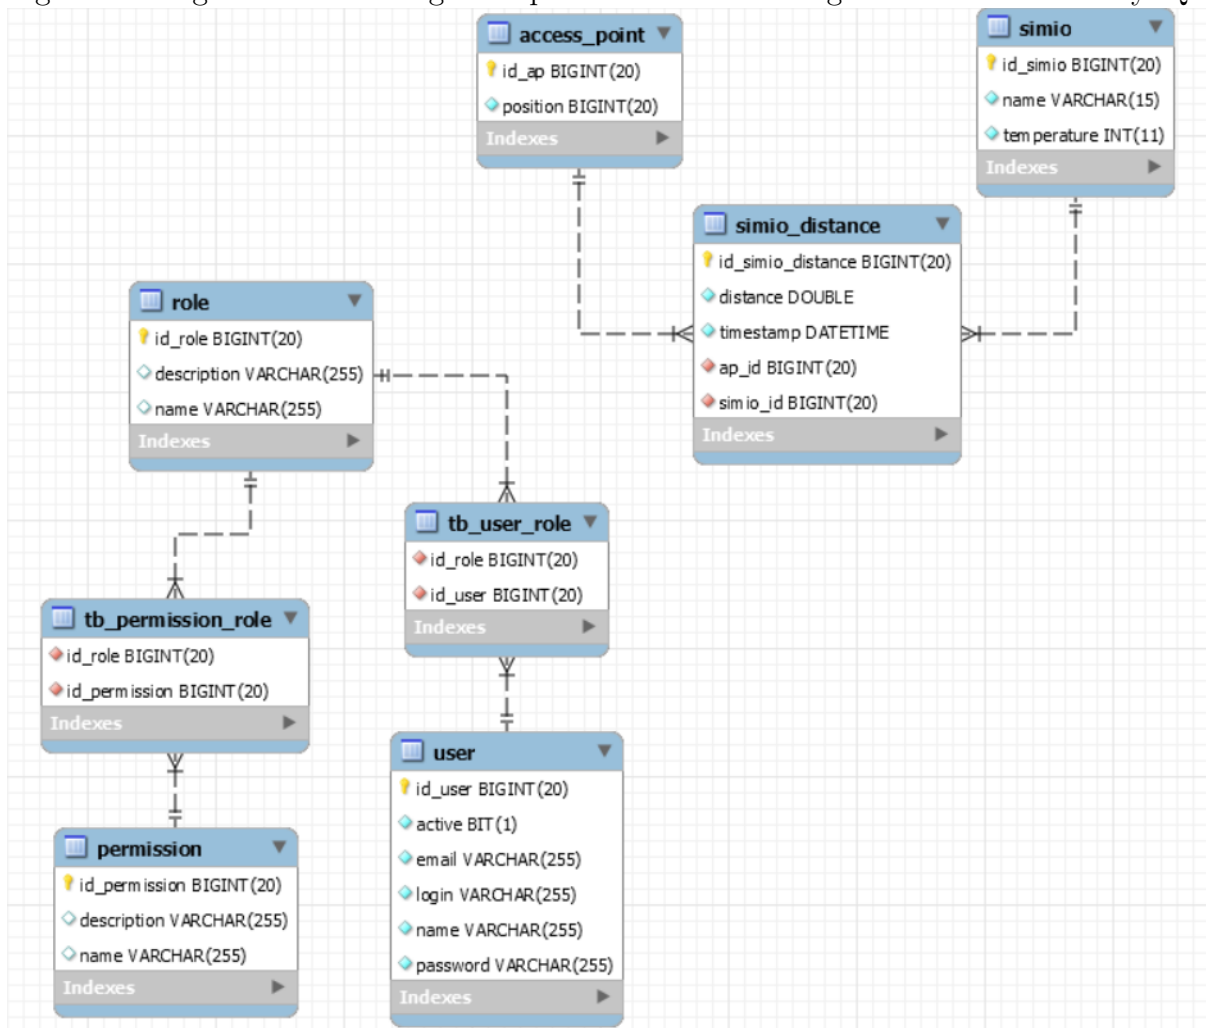 access_point
id_ap BIGINT(20)
position BIGINT(20)
Indexes
simio
id_simio BIGINT(20)
name VARCHAR(15)
temperature INT(11)
Indexes
simio_distance
id_simio_distance BIGINT(20)
distance DOUBLE
timestamp DATETIME
ap_id BIGINT(20)
simio_id BIGINT(20)
Indexes
role
id_role BIGINT(20)
description VARCHAR(255)
name VARCHAR(255)
Indexes
tb_user_role
id_role BIGINT(20)
id_user BIGINT(20)
Indexes
tb_permission_role
id_role BIGINT(20)
id_permission BIGINT(20)
Indexes
user
id_user BIGINT(20)
active BIT(1)
email VARCHAR(255)
login VARCHAR(255)
name VARCHAR(255)
password VARCHAR(255)
Indexes
permission
id_permission BIGINT(20)
description VARCHAR(255)
name VARCHAR(255)
Indexes